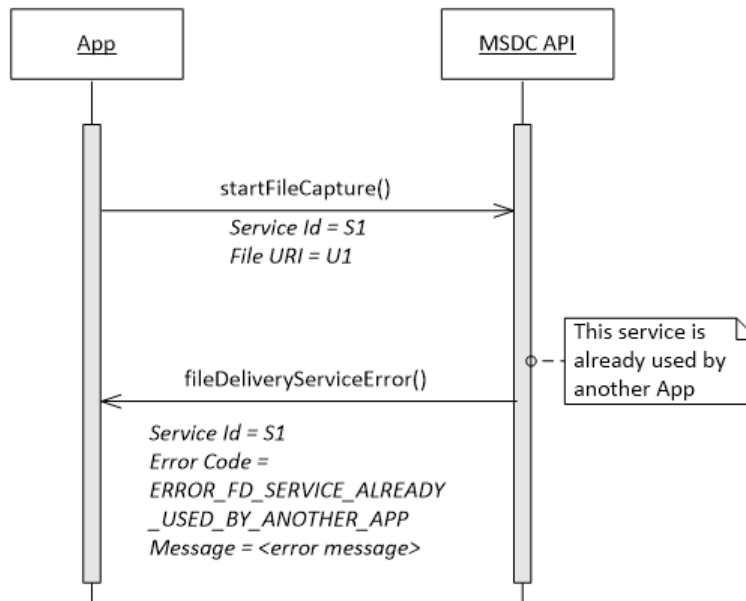 App
MSDC API
startFileCapture()
Service Id = S1
File URI = U1
This service is
already used by
another App
fileDeliveryServiceError()
Service Id = S1
Error Code =
ERROR_FD_SERVICE_ALREADY
_USED_BY_ANOTHER_APP
Message = <error message>